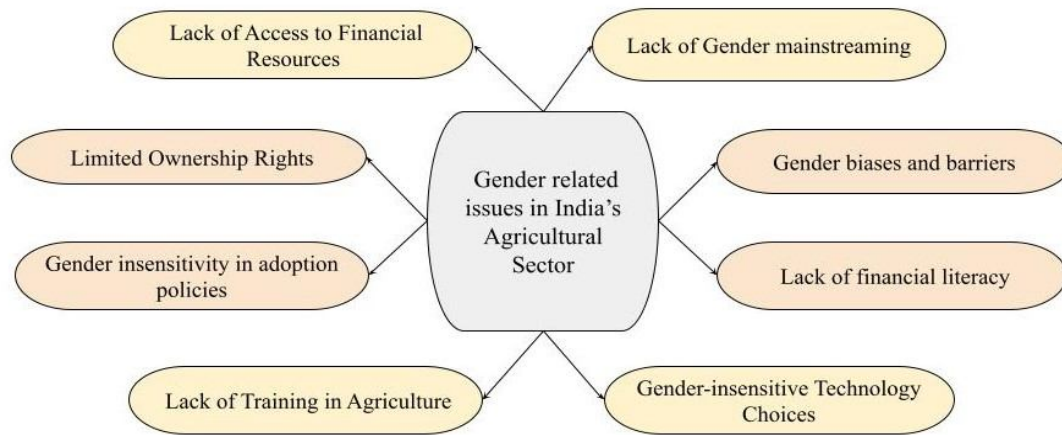 Lack of Access to Financial
Resources
Lack of Gender mainstreaming
Limited Ownership Rights
Gender biases and barriers
Gender related
issues in India's
Agricultural
Sector
Gender insensitivity in adoption
policies
Lack of financial literacy
Lack of Training in Agriculture
Gender-insensitive Technology
Choices